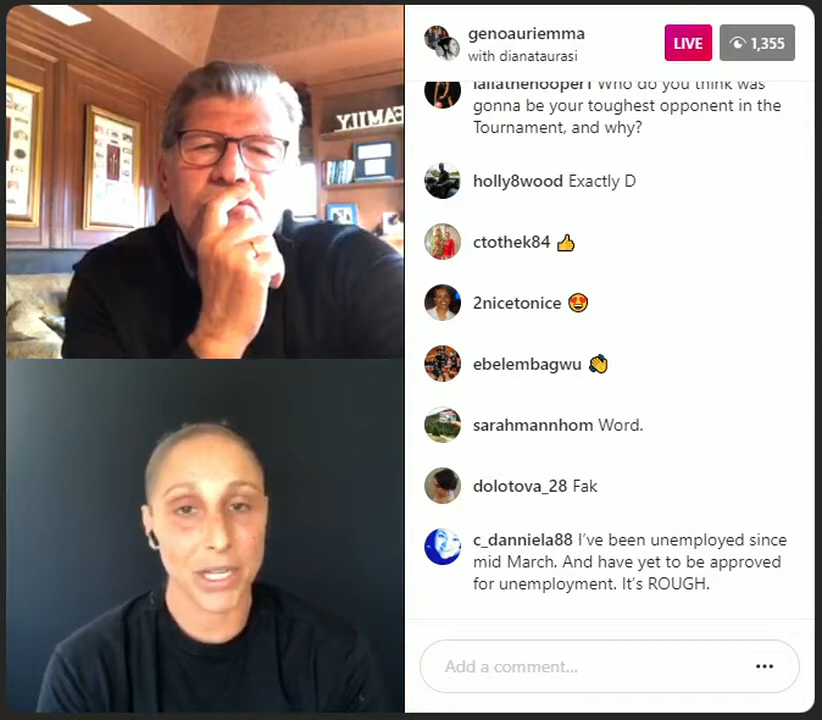 FAMILY
genoauriemma
with dianataurasi
LIVE
1,355
lailathehooper1 Who do you think was
gonna be your toughest opponent in the
Tournament, and why?
holly8wood Exactly D
ctothek84 👍
2nicetonice 😍
ebelembagwu 👏
sarahmannhom Word.
dolotova_28 Fak
c_danniela88 I've been unemployed since
mid March. And have yet to be approved
for unemployment. It's ROUGH.
Add a comment...